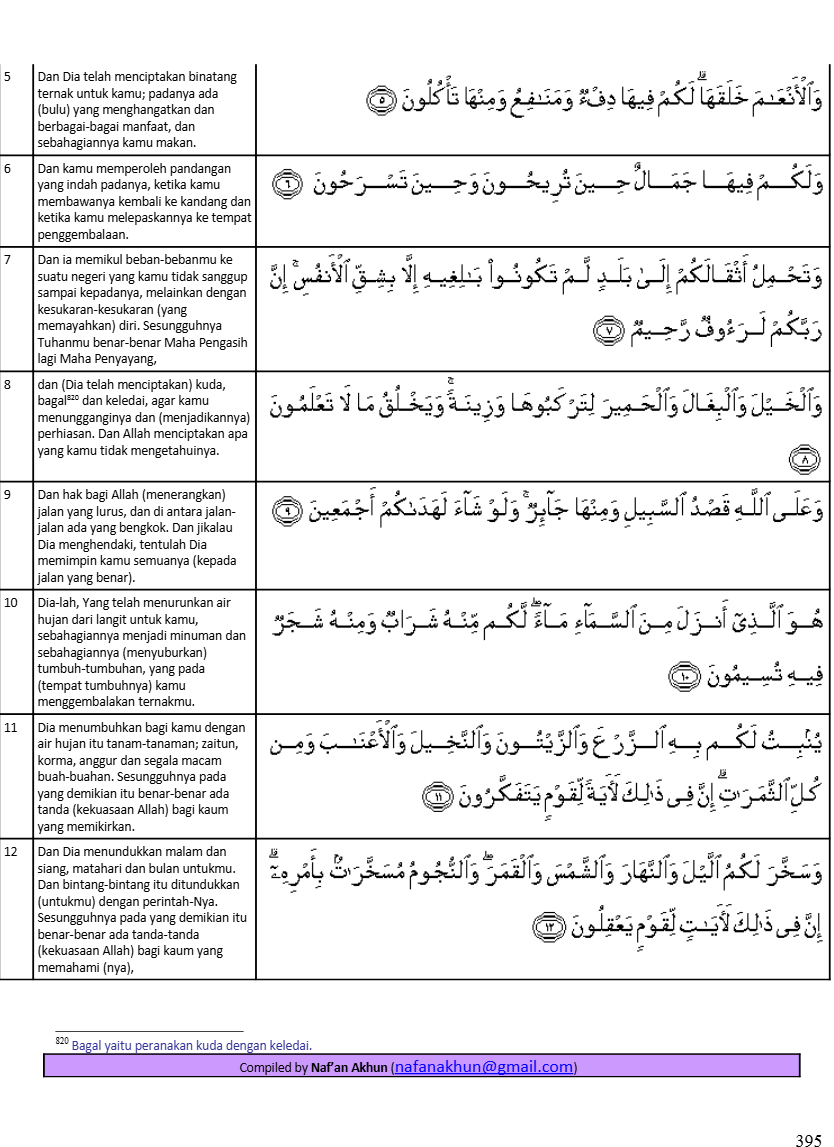 5
Dan Dia telah menciptakan binatang
ternak untuk kamu; padanya ada
(bulu) yang menghangatkan dan
berbagai-bagai manfaat, dan
sebahagiannya kamu makan.
وَٱلْأَنْعَـٰمَ خَلَقَهَا ۗ لَكُمْ فِيهَا دِفْءٌ وَمَنَـٰفِعُ وَمِنْهَا تَأْكُلُونَ ٥
6
Dan kamu memperoleh pandangan
yang indah padanya, ketika kamu
membawanya kembali ke kandang dan
ketika kamu melepaskannya ke tempat
penggembalaan.
وَلَكُمْ فِيهَا جَمَالٌ حِينَ تُرِيحُونَ وَحِينَ تَسْرَحُونَ ٦
7
Dan ia memikul beban-bebanmu ke
suatu negeri yang kamu tidak sanggup
sampai kepadanya, melainkan dengan
kesukaran-kesukaran (yang
memayahkan) diri. Sesungguhnya
Tuhanmu benar-benar Maha Pengasih
lagi Maha Penyayang,
وَتَحْمِلُ أَثْقَالَكُمْ إِلَىٰ بَلَدٍ لَّمْ تَكُونُوا۟ بَـٰلِغِيهِ إِلَّا بِشِقِّ ٱلْأَنفُسِ ۚ إِنَّ
رَبَّكُمْ لَرَءُوفٌ رَّحِيمٌ ٧
8
dan (Dia telah menciptakan) kuda,
bagal⁸²⁰ dan keledai, agar kamu
menungganginya dan (menjadikannya)
perhiasan. Dan Allah menciptakan apa
yang kamu tidak mengetahuinya.
وَٱلْخَيْلَ وَٱلْبِغَالَ وَٱلْحَمِيرَ لِتَرْكَبُوهَا وَزِينَةً ۚ وَيَخْلُقُ مَا لَا تَعْلَمُونَ
٨
9
Dan hak bagi Allah (menerangkan)
jalan yang lurus, dan di antara jalan-
jalan ada yang bengkok. Dan jikalau
Dia menghendaki, tentulah Dia
memimpin kamu semuanya (kepada
jalan yang benar).
وَعَلَى ٱللَّهِ قَصْدُ ٱلسَّبِيلِ وَمِنْهَا جَآئِرٌ ۚ وَلَوْ شَآءَ لَهَدَىٰكُمْ أَجْمَعِينَ ٩
10
Dia-lah, Yang telah menurunkan air
hujan dari langit untuk kamu,
sebahagiannya menjadi minuman dan
sebahagiannya (menyuburkan)
tumbuh-tumbuhan, yang pada
(tempat tumbuhnya) kamu
menggembalakan ternakmu.
هُوَ ٱلَّذِىٓ أَنزَلَ مِنَ ٱلسَّمَآءِ مَآءً ۖ لَّكُم مِّنْهُ شَرَابٌ وَمِنْهُ شَجَرٌ
فِيهِ تُسِيمُونَ ١٠
11
Dia menumbuhkan bagi kamu dengan
air hujan itu tanam-tanaman; zaitun,
korma, anggur dan segala macam
buah-buahan. Sesungguhnya pada
yang demikian itu benar-benar ada
tanda (kekuasaan Allah) bagi kaum
yang memikirkan.
يُنۢبِتُ لَكُم بِهِ ٱلزَّرْعَ وَٱلزَّيْتُونَ وَٱلنَّخِيلَ وَٱلْأَعْنَـٰبَ وَمِن
كُلِّ ٱلثَّمَرَٰتِ ۗ إِنَّ فِى ذَٰلِكَ لَـَٔايَةً لِّقَوْمٍ يَتَفَكَّرُونَ ١١
12
Dan Dia menundukkan malam dan
siang, matahari dan bulan untukmu.
Dan bintang-bintang itu ditundukkan
(untukmu) dengan perintah-Nya.
Sesungguhnya pada yang demikian itu
benar-benar ada tanda-tanda
(kekuasaan Allah) bagi kaum yang
memahami (nya),
وَسَخَّرَ لَكُمُ ٱلَّيْلَ وَٱلنَّهَارَ وَٱلشَّمْسَ وَٱلْقَمَرَ ۖ وَٱلنُّجُومُ مُسَخَّرَٰتٌۢ بِأَمْرِهِۦٓ ۗ
إِنَّ فِى ذَٰلِكَ لَـَٔايَـٰتٍ لِّقَوْمٍ يَعْقِلُونَ ١٢
820 Bagal yaitu peranakan kuda dengan keledai.
Compiled by Naf’an Akhun (nafanakhun@gmail.com)
395